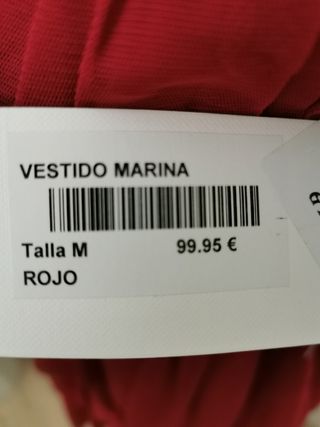 VESTIDO MARINA
Talla M 99.95 €
ROJO